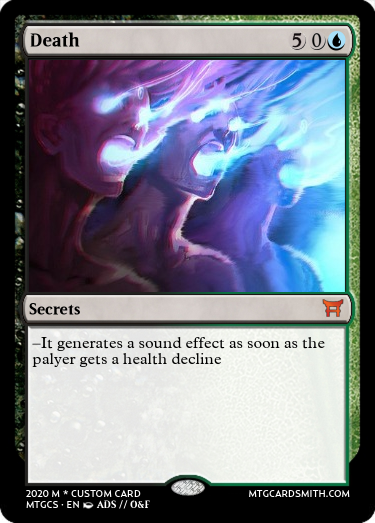 Death 5 0
Secrets
–It generates a sound effect as soon as the
palyer gets a health decline
2020 M * CUSTOM CARD
MTGCS · EN ADS // O&F
MTGCARDSMITH.COM